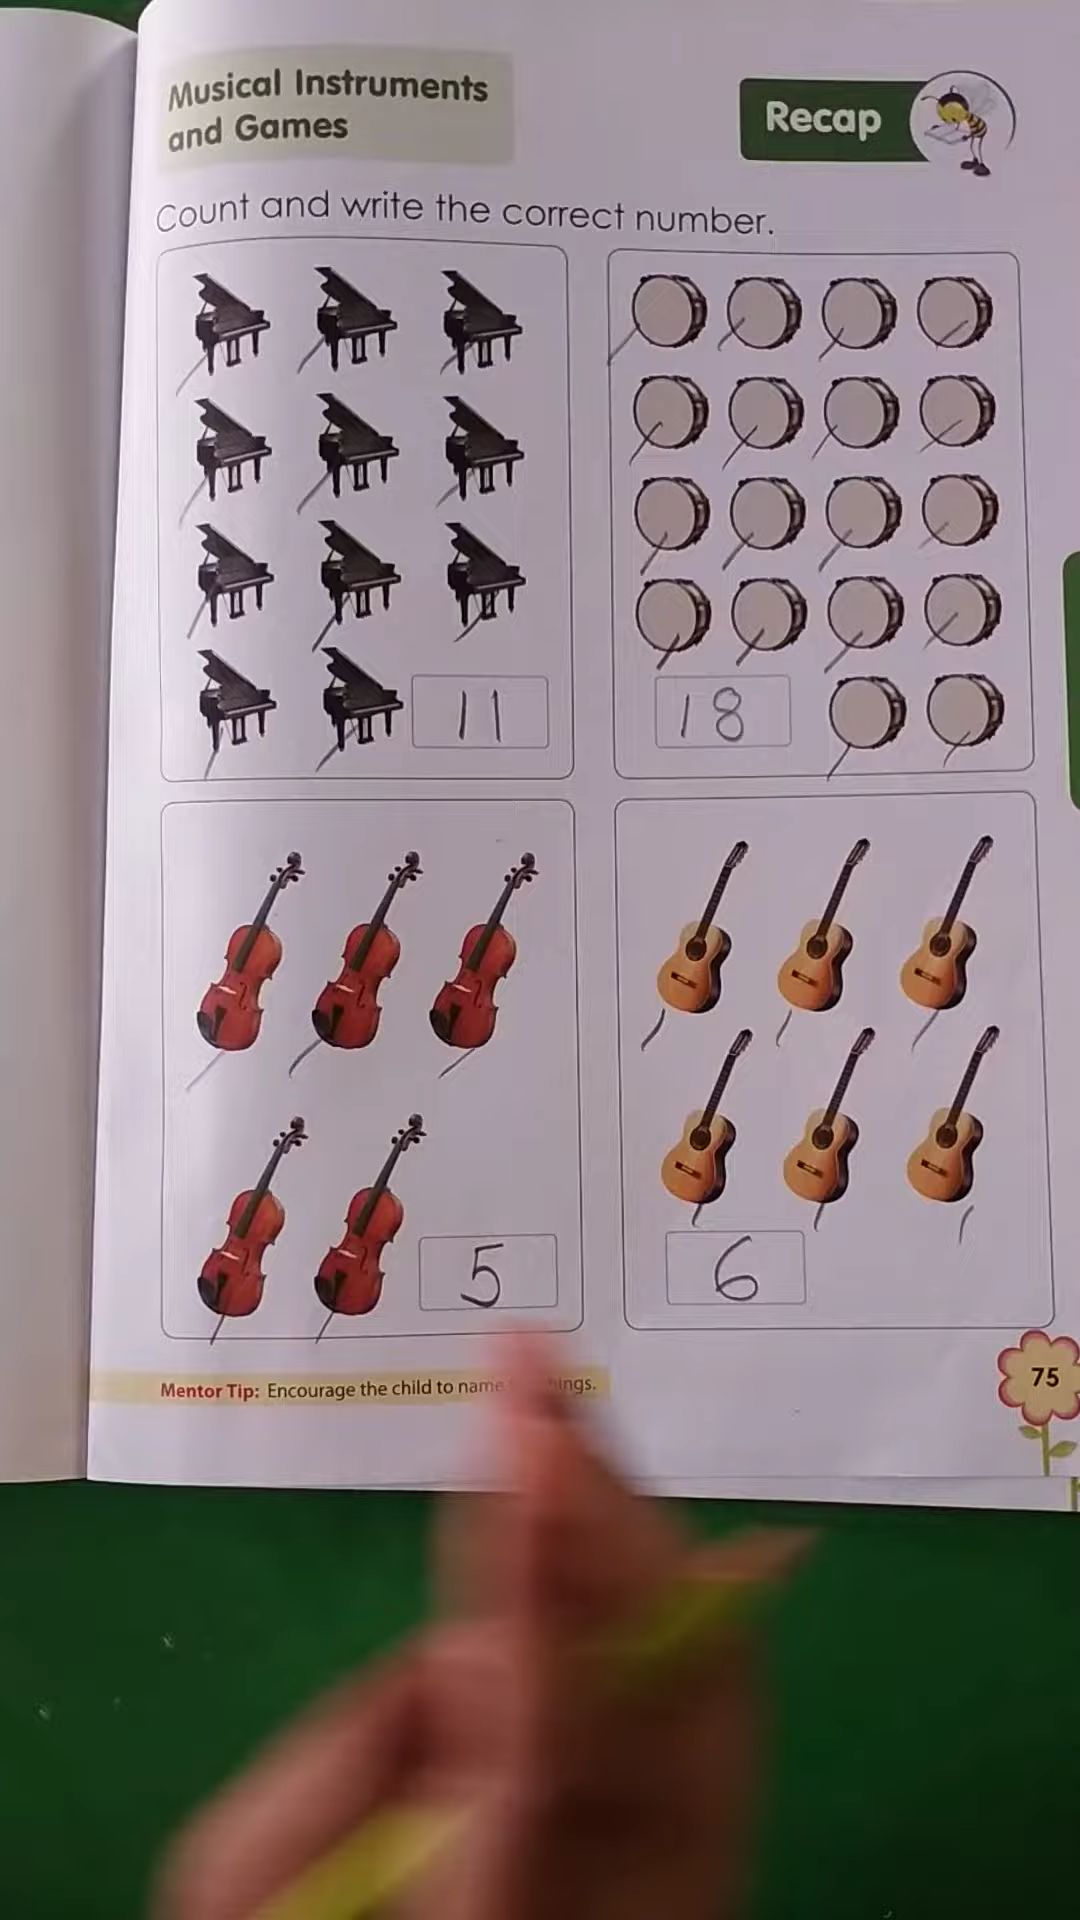 Musical Instruments
and Games
Recap
Count and write the correct number.
11
18
5
6
Mentor Tip: Encourage the child to name
75